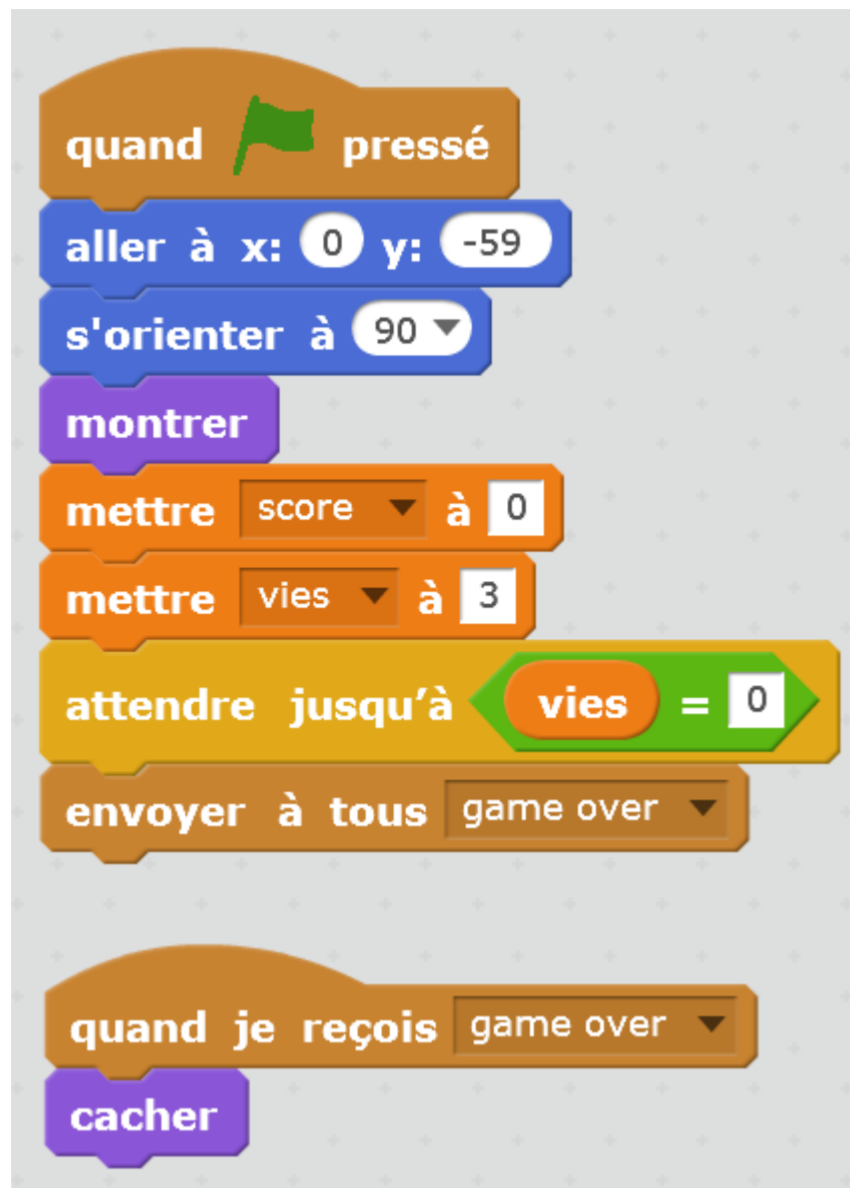 quand pressé
aller à x: 0 y: -59
s'orienter à 90
montrer
mettre score à 0
mettre vies à 3
attendre jusqu’à vies = 0
envoyer à tous game over
quand je reçois game over
cacher